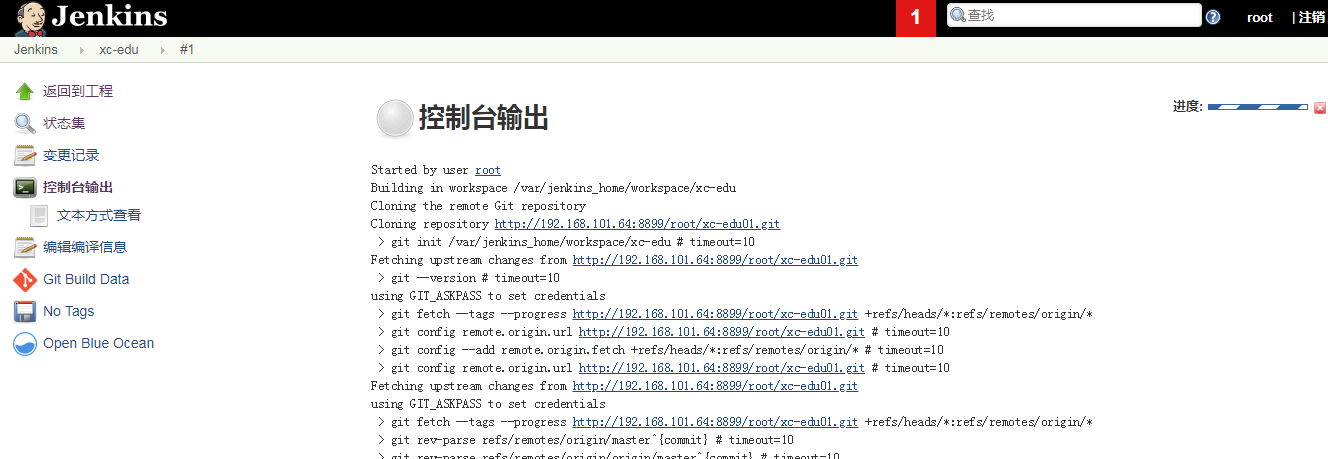 Jenkins
1
查找
root
| 注销
Jenkins
xc-edu
#1
返回到工程
状态集
变更记录
控制台输出
文本方式查看
编辑编译信息
Git Build Data
No Tags
Open Blue Ocean
控制台输出
进度:
Started by user root
Building in workspace /var/jenkins_home/workspace/xc-edu
Cloning the remote Git repository
Cloning repository http://192.168.101.64:8899/root/xc-edu01.git
> git init /var/jenkins_home/workspace/xc-edu # timeout=10
Fetching upstream changes from http://192.168.101.64:8899/root/xc-edu01.git
> git --version # timeout=10
using GIT_ASKPASS to set credentials
> git fetch --tags --progress http://192.168.101.64:8899/root/xc-edu01.git +refs/heads/*:refs/remotes/origin/*
> git config remote.origin.url http://192.168.101.64:8899/root/xc-edu01.git # timeout=10
> git config --add remote.origin.fetch +refs/heads/*:refs/remotes/origin/* # timeout=10
> git config remote.origin.url http://192.168.101.64:8899/root/xc-edu01.git # timeout=10
Fetching upstream changes from http://192.168.101.64:8899/root/xc-edu01.git
using GIT_ASKPASS to set credentials
> git fetch --tags --progress http://192.168.101.64:8899/root/xc-edu01.git +refs/heads/*:refs/remotes/origin/*
> git rev-parse refs/remotes/origin/master^{commit} # timeout=10
> git rev-parse refs/remotes/origin/origin/master^{commit} # timeout=10